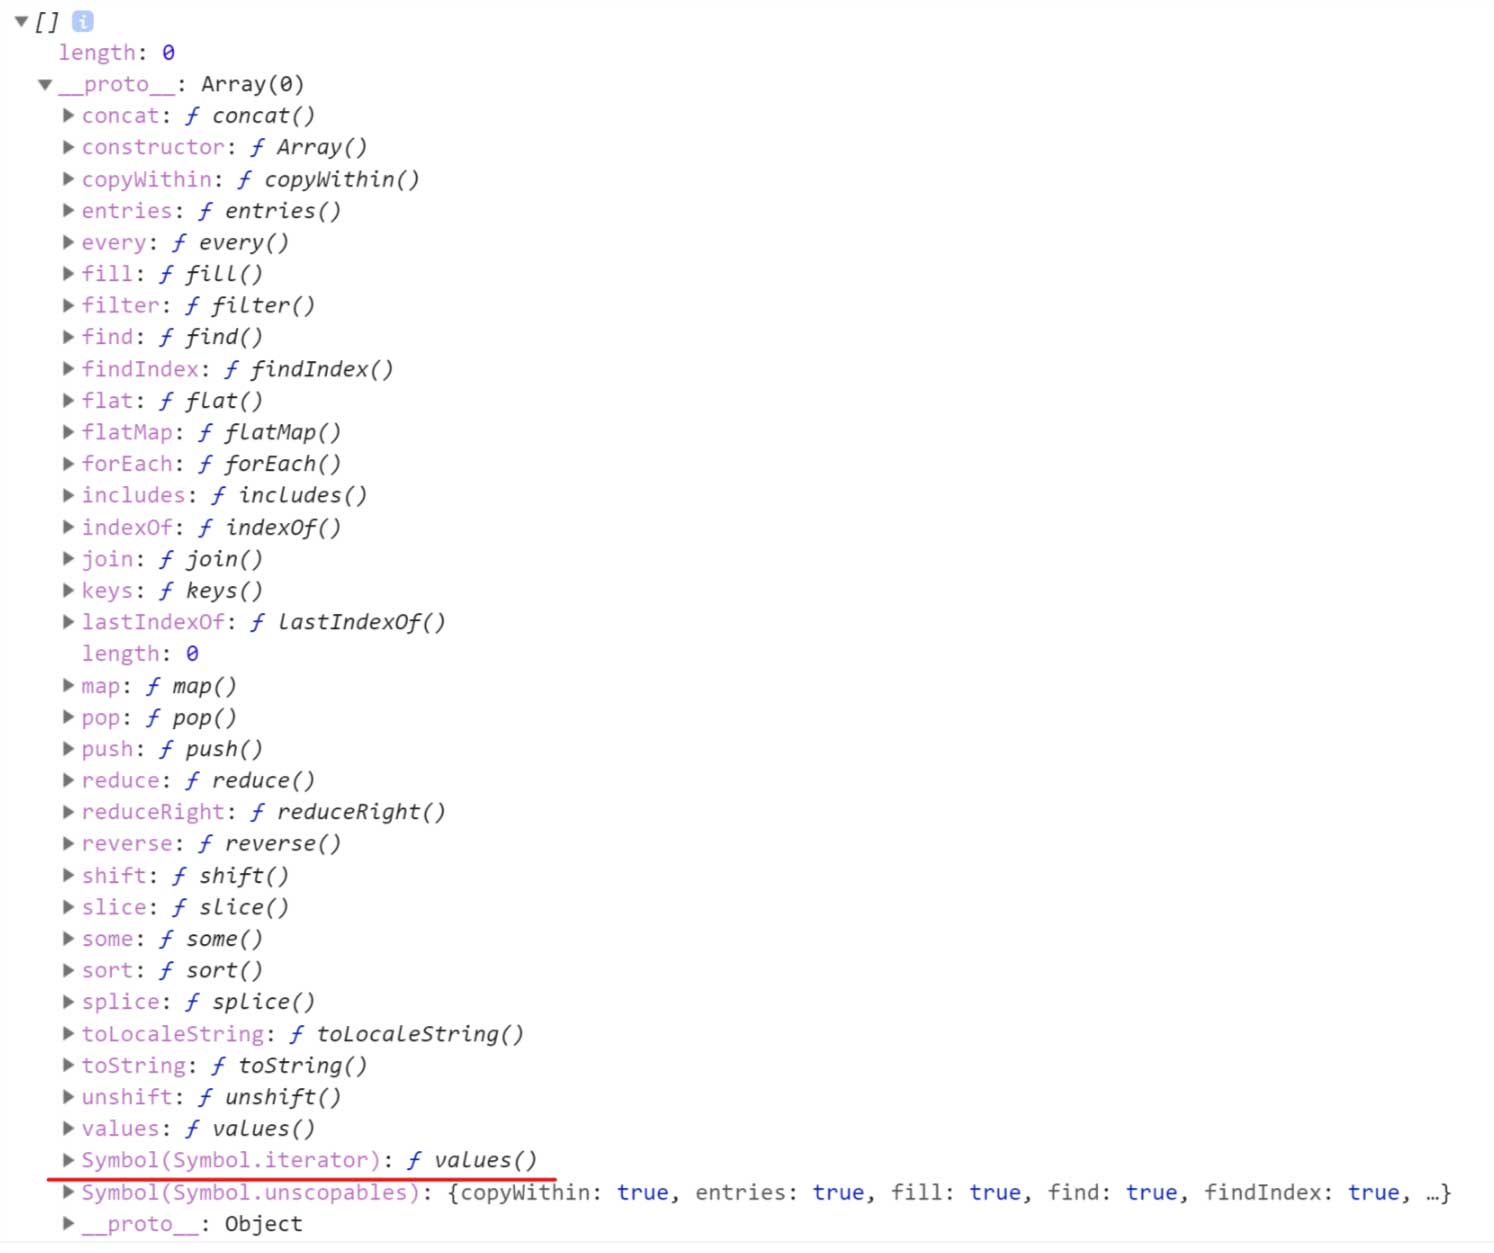 ▼[] i
length: 0
▼__proto__: Array(0)
▶concat: ƒ concat()
▶constructor: ƒ Array()
▶copyWithin: ƒ copyWithin()
▶entries: ƒ entries()
▶every: ƒ every()
▶fill: ƒ fill()
▶filter: ƒ filter()
▶find: ƒ find()
▶findIndex: ƒ findIndex()
▶flat: ƒ flat()
▶flatMap: ƒ flatMap()
▶forEach: ƒ forEach()
▶includes: ƒ includes()
▶indexOf: ƒ indexOf()
▶join: ƒ join()
▶keys: ƒ keys()
▶lastIndexOf: ƒ lastIndexOf()
length: 0
▶map: ƒ map()
▶pop: ƒ pop()
▶push: ƒ push()
▶reduce: ƒ reduce()
▶reduceRight: ƒ reduceRight()
▶reverse: ƒ reverse()
▶shift: ƒ shift()
▶slice: ƒ slice()
▶some: ƒ some()
▶sort: ƒ sort()
▶splice: ƒ splice()
▶toLocaleString: ƒ toLocaleString()
▶toString: ƒ toString()
▶unshift: ƒ unshift()
▶values: ƒ values()
▶Symbol(Symbol.iterator): ƒ values()
▶Symbol(Symbol.unscopables): {copyWithin: true, entries: true, fill: true, find: true, findIndex: true, …}
▶__proto__: Object